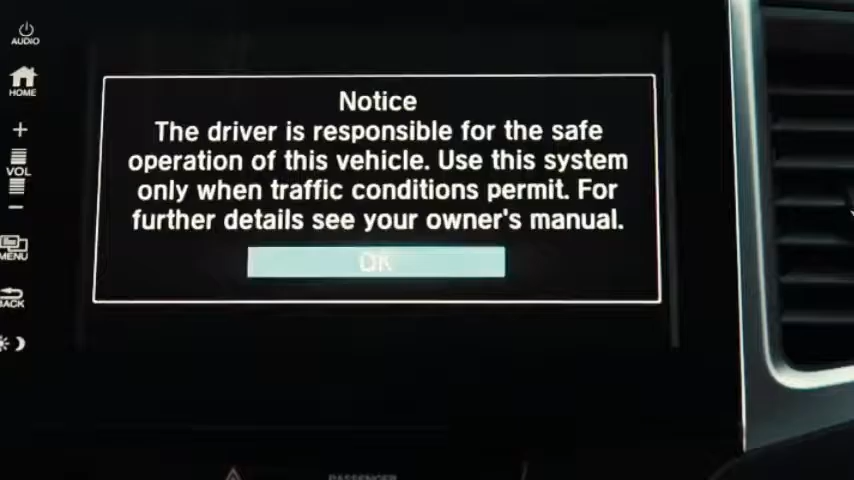 AUDIO
HOME
+
VOL
-
MENU
BACK
Notice
The driver is responsible for the safe
operation of this vehicle. Use this system
only when traffic conditions permit. For
further details see your owner's manual.
OK
PASSENGER